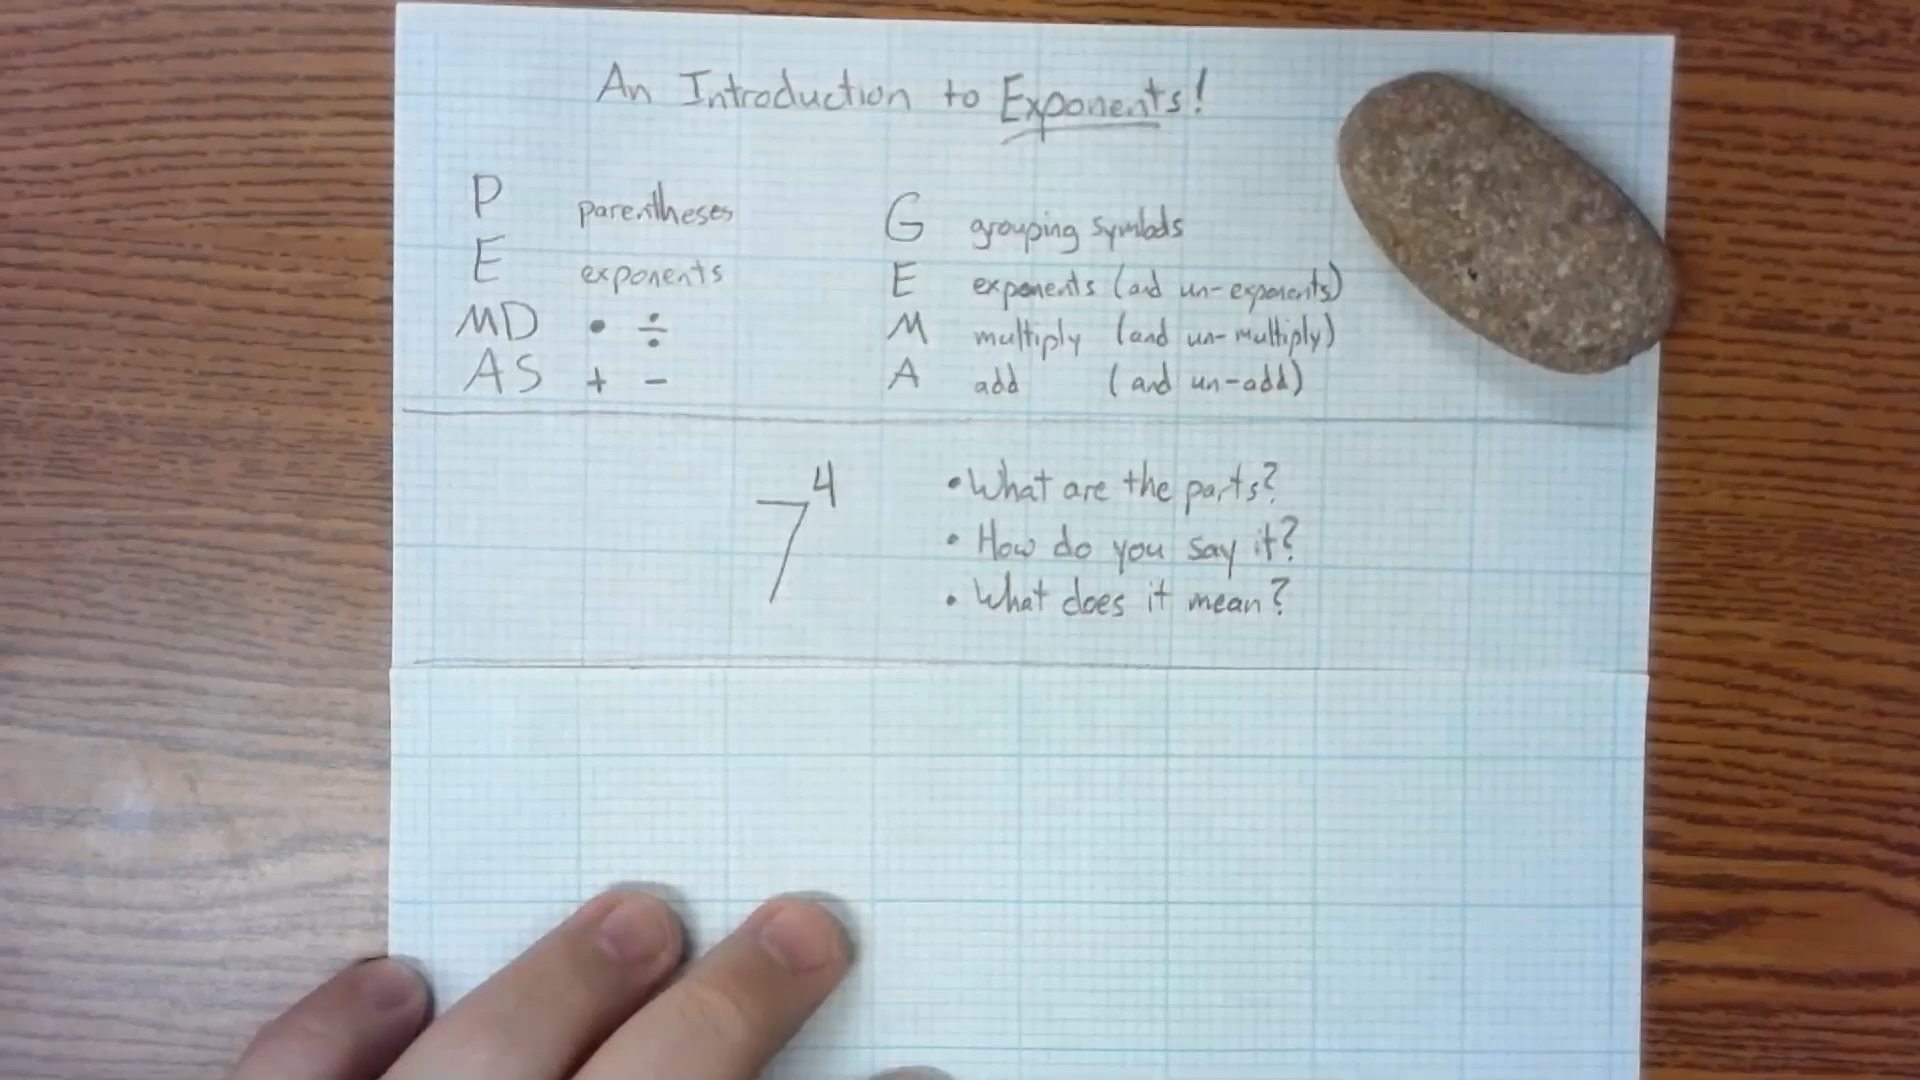 An Introduction to Exponents!
P parentheses
E exponents
MD • ÷
AS + −
G grouping symbols
E exponents (and un-exponents)
M multiply (and un-multiply)
A add (and un-add)
7⁴
• What are the parts?
• How do you say it?
• What does it mean?